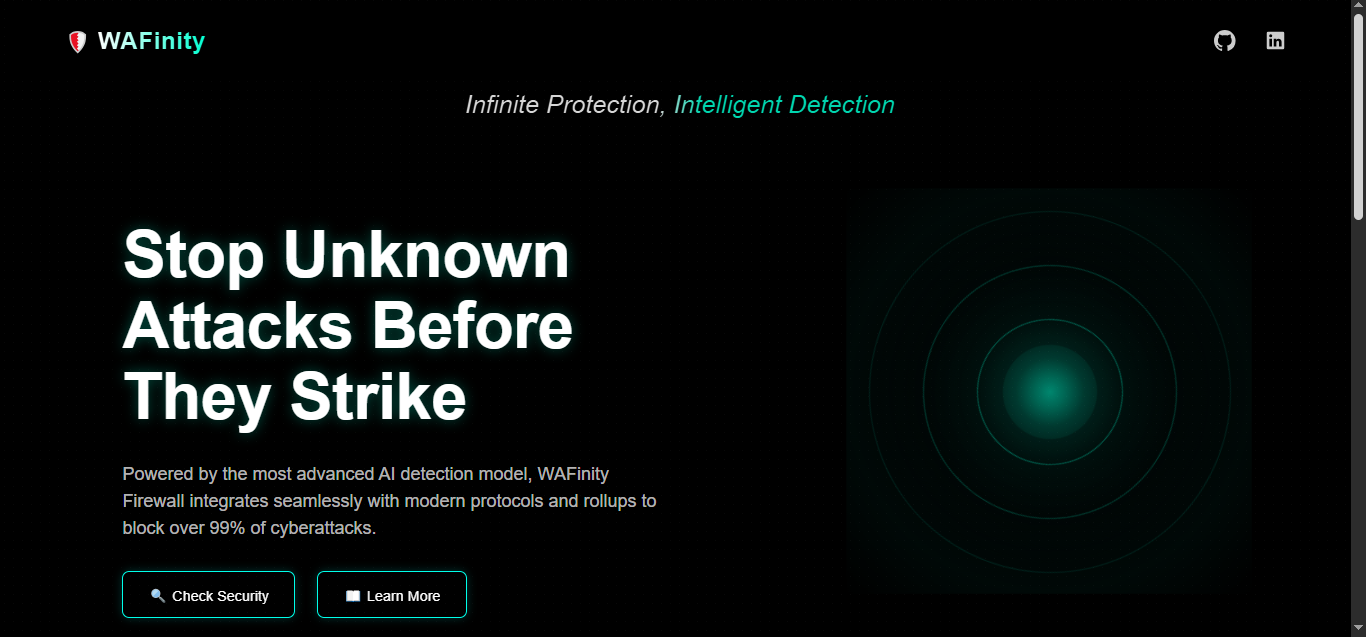 WAFinity
Infinite Protection, Intelligent Detection
Stop Unknown
Attacks Before
They Strike
Powered by the most advanced AI detection model, WAFinity
Firewall integrates seamlessly with modern protocols and rollups to
block over 99% of cyberattacks.
Check Security
Learn More